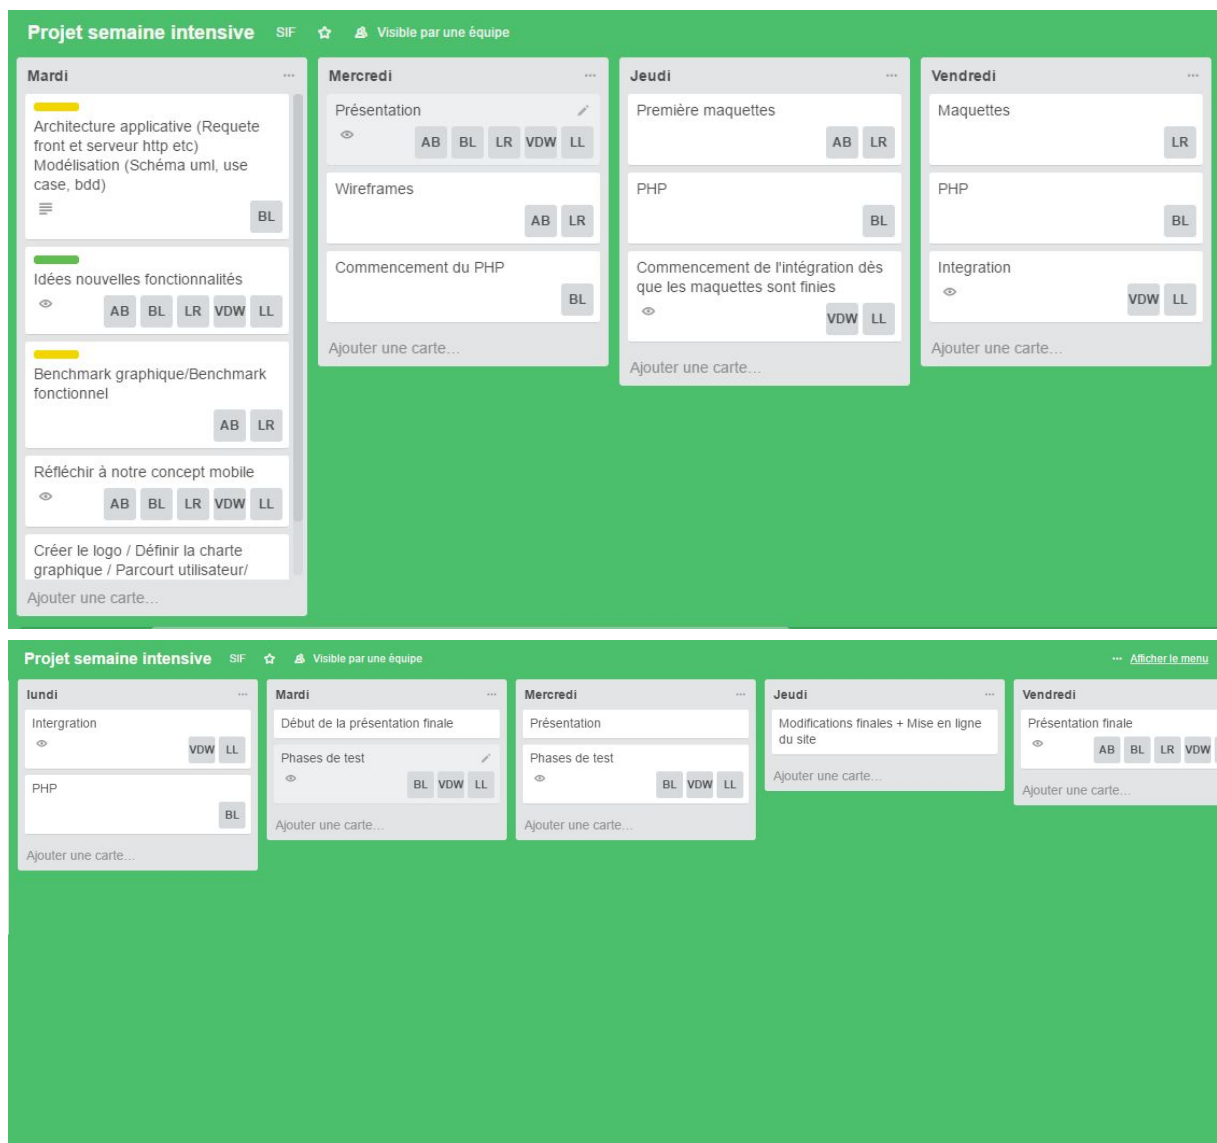 Projet semaine intensive SIF Visible par une équipe
Mardi
Architecture applicative (Requete
front et serveur http etc)
Modélisation (Schéma uml, use
case, bdd)
BL
Idées nouvelles fonctionnalités
AB BL LR VDW LL
Benchmark graphique/Benchmark
fonctionnel
AB LR
Réfléchir à notre concept mobile
AB BL LR VDW LL
Créer le logo / Définir la charte
graphique / Parcourt utilisateur/
Ajouter une carte...
Mercredi
Présentation
AB BL LR VDW LL
Wireframes
AB LR
Commencement du PHP
BL
Ajouter une carte...
Jeudi
Première maquettes
AB LR
PHP
BL
Commencement de l'intégration dès
que les maquettes sont finies
VDW LL
Ajouter une carte...
Vendredi
Maquettes
LR
PHP
BL
Integration
VDW LL
Ajouter une carte...
Projet semaine intensive SIF Visible par une équipe ... Afficher le menu
lundi
Intergration
VDW LL
PHP
BL
Ajouter une carte...
Mardi
Début de la présentation finale
Phases de test
BL VDW LL
Ajouter une carte...
Mercredi
Présentation
Phases de test
BL VDW LL
Ajouter une carte...
Jeudi
Modifications finales + Mise en ligne
du site
Ajouter une carte...
Vendredi
Présentation finale
AB BL LR VDW
Ajouter une carte...